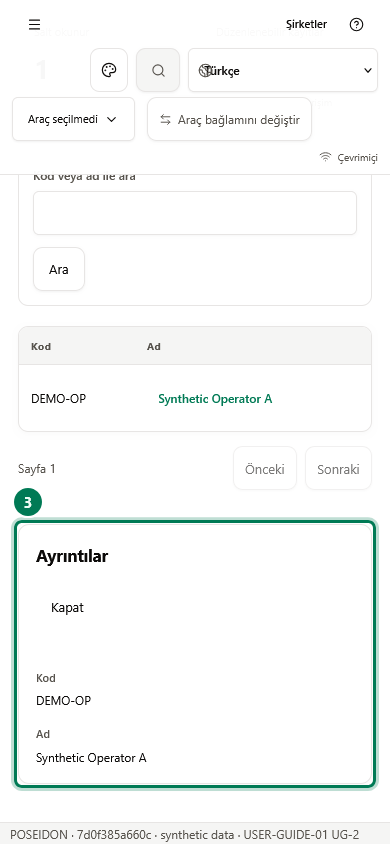 Şirketler
Türkçe
Araç seçilmedi
Araç bağlamını değiştir
Çevrimiçi
Kod veya ad ile ara
Ara
Kod Ad
DEMO-OP Synthetic Operator A
Sayfa 1 Önceki Sonraki
3
Ayrıntılar
Kapat
Kod
DEMO-OP
Ad
Synthetic Operator A
POSEIDON · 7d0f385a660c · synthetic data · USER-GUIDE-01 UG-2